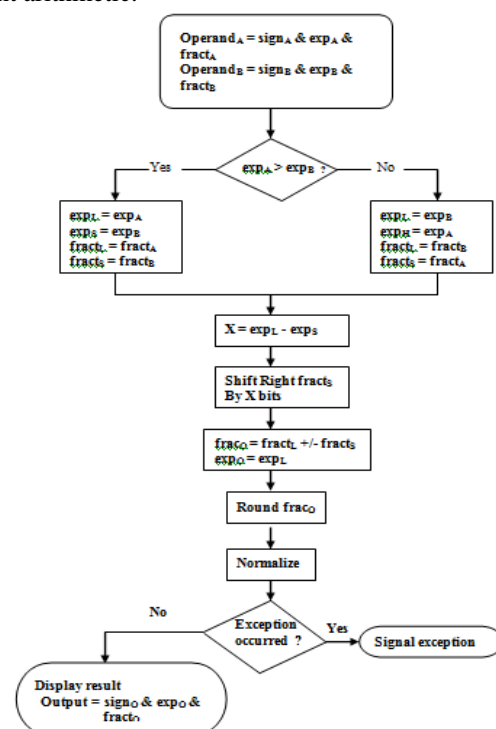 Operand_A = sign_A & exp_A &
fract_A
Operand_B = sign_B & exp_B &
fract_B
Yes
exp_A > exp_B ?
No
exp_L = exp_A
exp_S = exp_B
fract_L = fract_A
fract_S = fract_B
exp_L = exp_B
exp_H = exp_A
fract_L = fract_B
fract_S = fract_A
X = exp_L - exp_S
Shift Right fract_S
By X bits
frac_O = fract_L +/- fract_S
exp_O = exp_L
Round frac_O
Normalize
No
Exception
occurred ?
Yes
Signal exception
Display result
Output = sign_O & exp_O &
fract_O